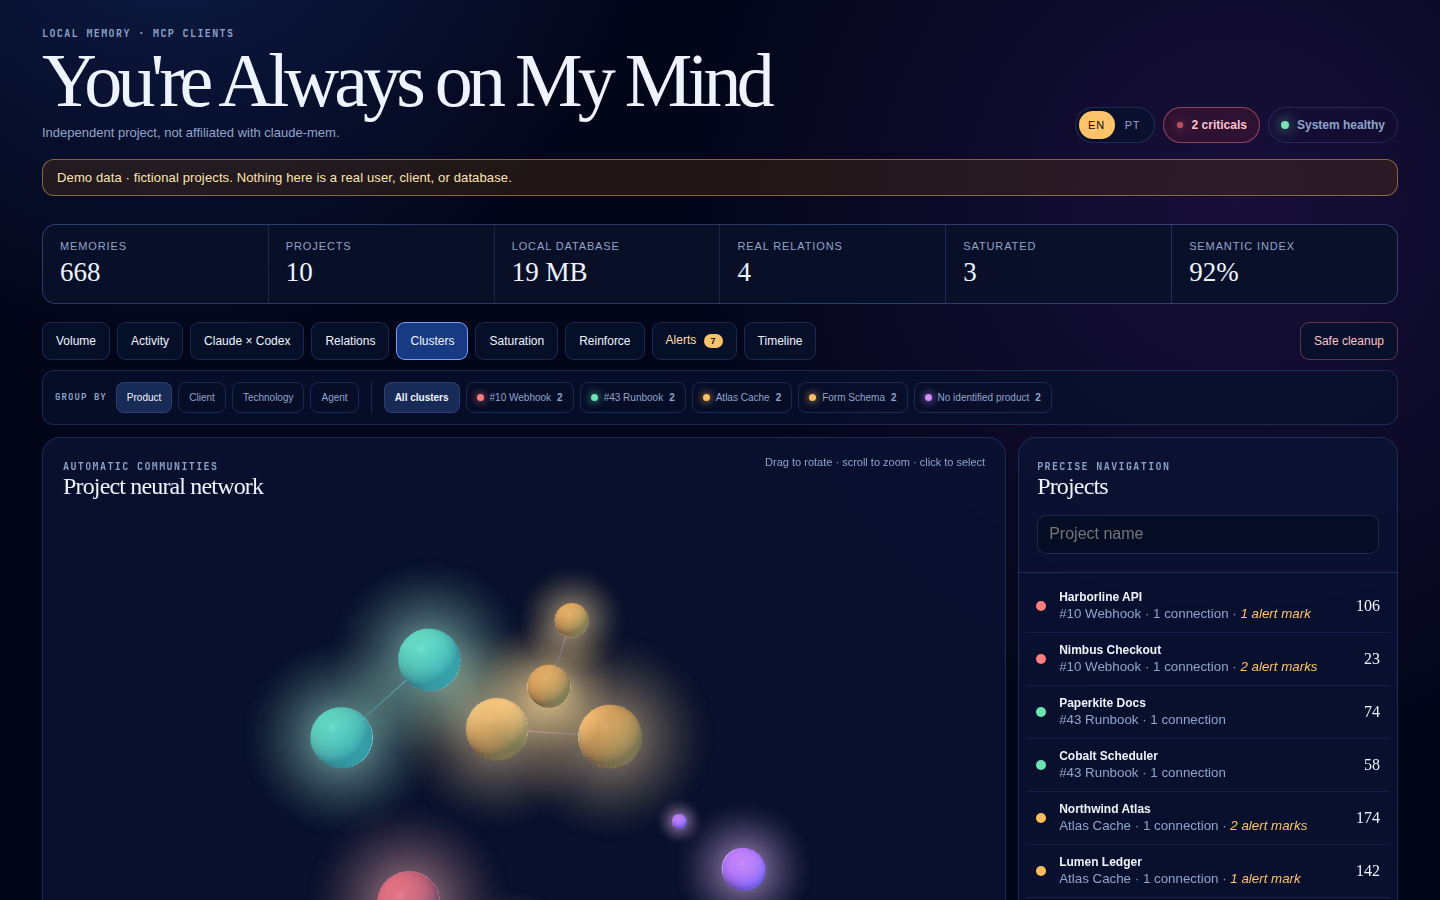 LOCAL MEMORY · MCP CLIENTS
You're Always on My Mind
Independent project, not affiliated with claude-mem.
EN PT
2 criticals
System healthy
Demo data · fictional projects. Nothing here is a real user, client, or database.
MEMORIES
668
PROJECTS
10
LOCAL DATABASE
19 MB
REAL RELATIONS
4
SATURATED
3
SEMANTIC INDEX
92%
Volume
Activity
Claude × Codex
Relations
Clusters
Saturation
Reinforce
Alerts 7
Timeline
Safe cleanup
GROUP BY
Product
Client
Technology
Agent
All clusters
#10 Webhook 2
#43 Runbook 2
Atlas Cache 2
Form Schema 2
No identified product 2
AUTOMATIC COMMUNITIES
Project neural network
Drag to rotate · scroll to zoom · click to select
PRECISE NAVIGATION
Projects
Project name
Harborline API
#10 Webhook · 1 connection · 1 alert mark
106
Nimbus Checkout
#10 Webhook · 1 connection · 2 alert marks
23
Paperkite Docs
#43 Runbook · 1 connection
74
Cobalt Scheduler
#43 Runbook · 1 connection
58
Northwind Atlas
Atlas Cache · 1 connection · 2 alert marks
174
Lumen Ledger
Atlas Cache · 1 connection · 1 alert mark
142